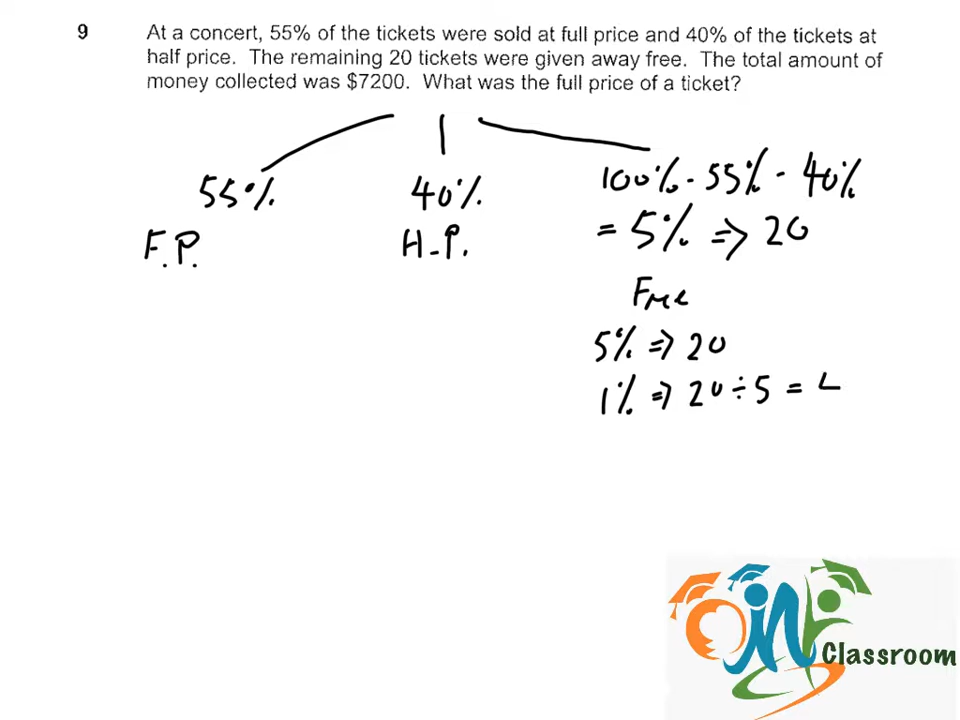 9 At a concert, 55% of the tickets were sold at full price and 40% of the tickets at
half price. The remaining 20 tickets were given away free. The total amount of
money collected was $7200. What was the full price of a ticket?
55% 40% 100% - 55% - 40%
F.P. H.P. = 5% => 20
Free
5% => 20
1% => 20 ÷ 5 = 4
ONE
Classroom